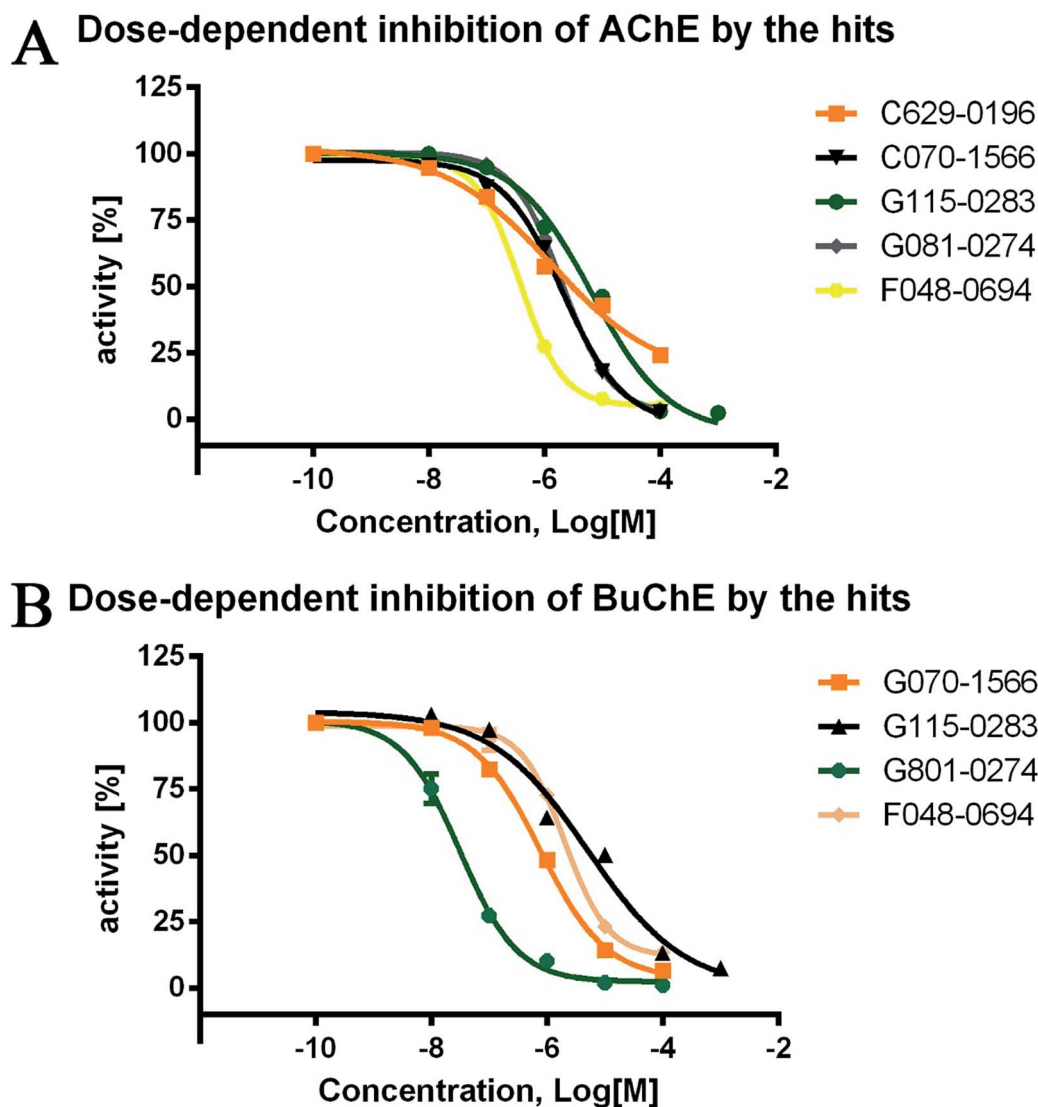 A Dose-dependent inhibition of AChE by the hits
125
100
75
50
25
0
activity [%]
-10 -8 -6 -4 -2
Concentration, Log[M]
C629-0196
C070-1566
G115-0283
G081-0274
F048-0694
B Dose-dependent inhibition of BuChE by the hits
125
100
75
50
25
0
activity [%]
-10 -8 -6 -4 -2
Concentration, Log[M]
G070-1566
G115-0283
G801-0274
F048-0694